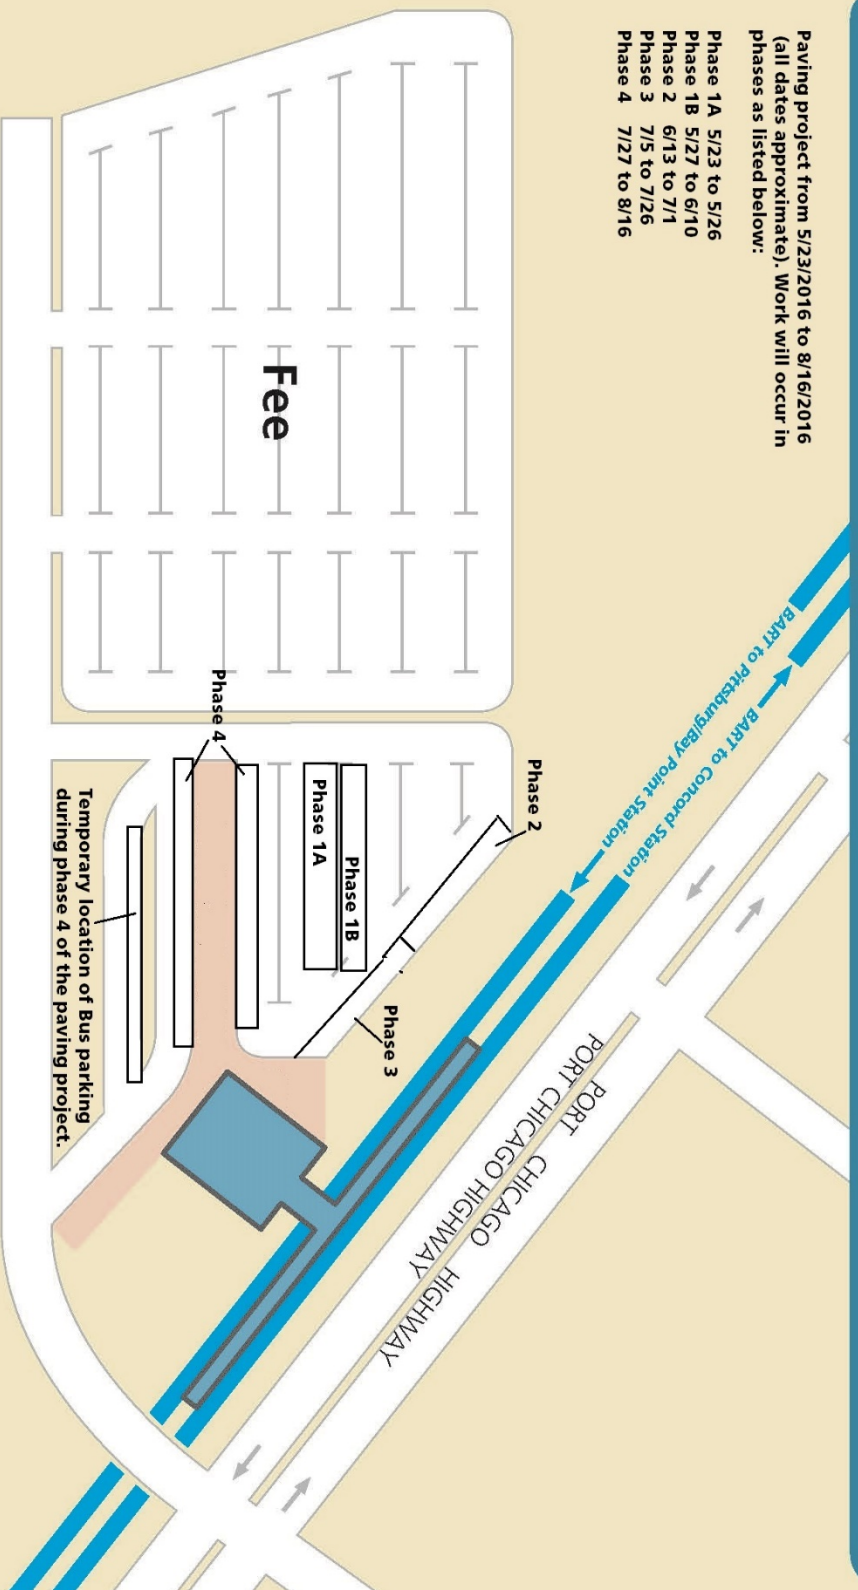 Paving project from 5/23/2016 to 8/16/2016
(all dates approximate). Work will occur in
phases as listed below:
Phase 1A 5/23 to 5/26
Phase 1B 5/27 to 6/10
Phase 2 6/13 to 7/1
Phase 3 7/5 to 7/26
Phase 4 7/27 to 8/16
Fee
BART to Pittsburg/Bay Point Station
BART to Concord Station
Phase 2
Phase 4
Phase 1A
Phase 1B
Phase 3
PORT CHICAGO HIGHWAY
PORT CHICAGO HIGHWAY
Temporary location of Bus parking
during phase 4 of the paving project.